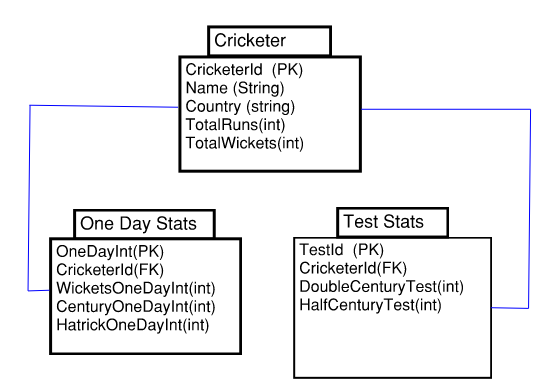 Cricketer
CricketerId  (PK)
Name (String)
Country (string)
TotalRuns(int)
TotalWickets(int)
One Day Stats
OneDayInt(PK)
CricketerId(FK)
WicketsOneDayInt(int)
CenturyOneDayInt(int)
HatrickOneDayInt(int)
Test Stats
TestId  (PK)
CricketerId(FK)
DoubleCenturyTest(int)
HalfCenturyTest(int)